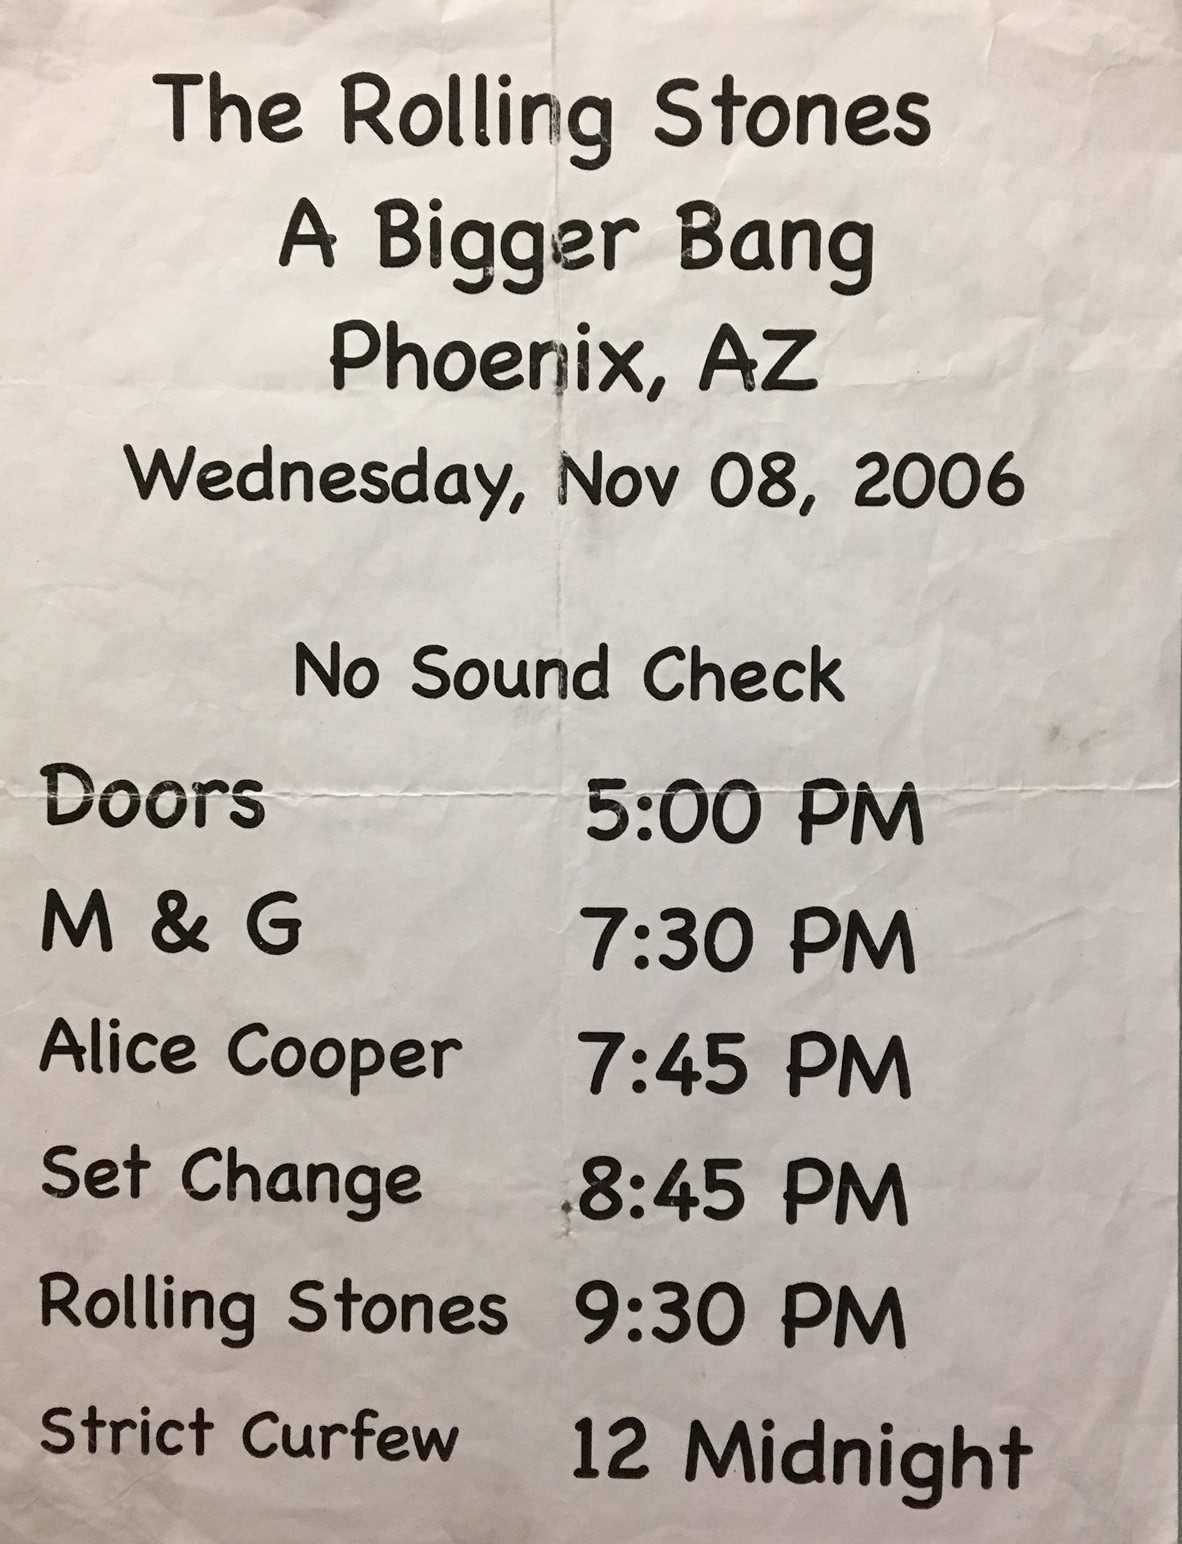 The Rolling Stones
A Bigger Bang
Phoenix, AZ
Wednesday, Nov 08, 2006
No Sound Check
Doors 5:00 PM
M & G 7:30 PM
Alice Cooper 7:45 PM
Set Change 8:45 PM
Rolling Stones 9:30 PM
Strict Curfew 12 Midnight